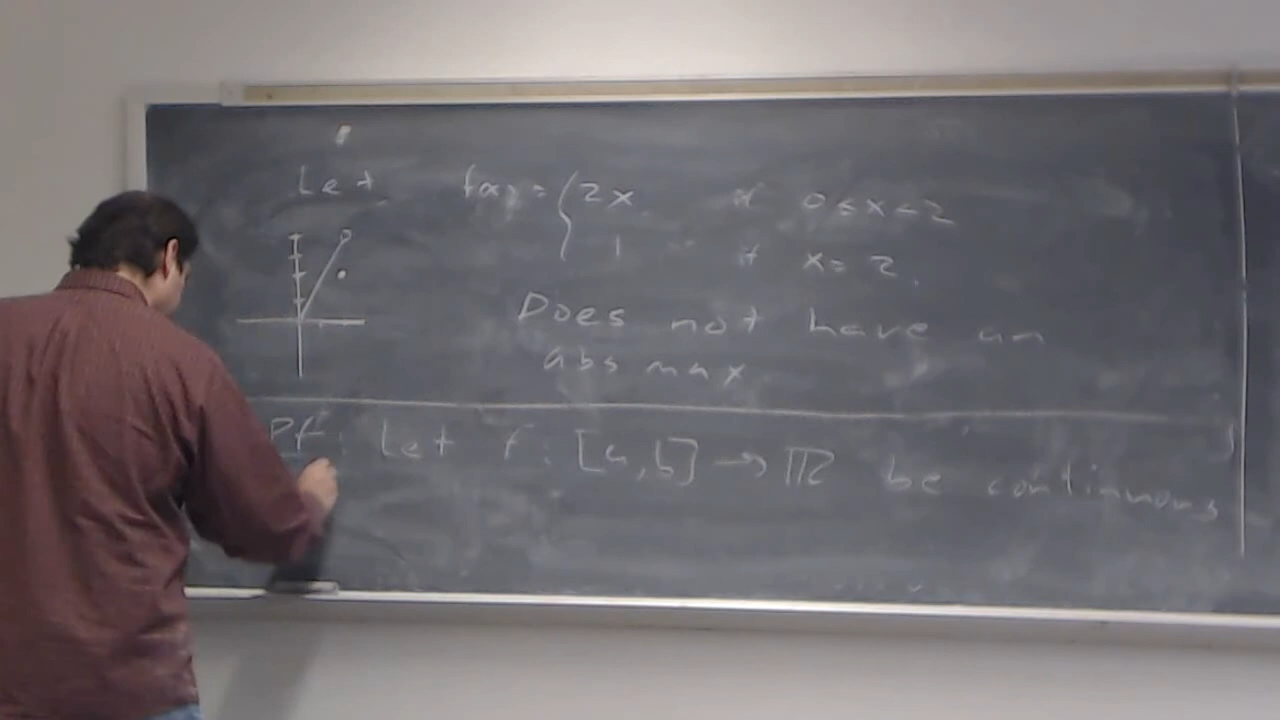 Let f(x) = { 2x if 0 ≤ x < 2
1 if x = 2.
Does not have an
abs max
Pf: Let f: [a,b] → ℝ be continuous